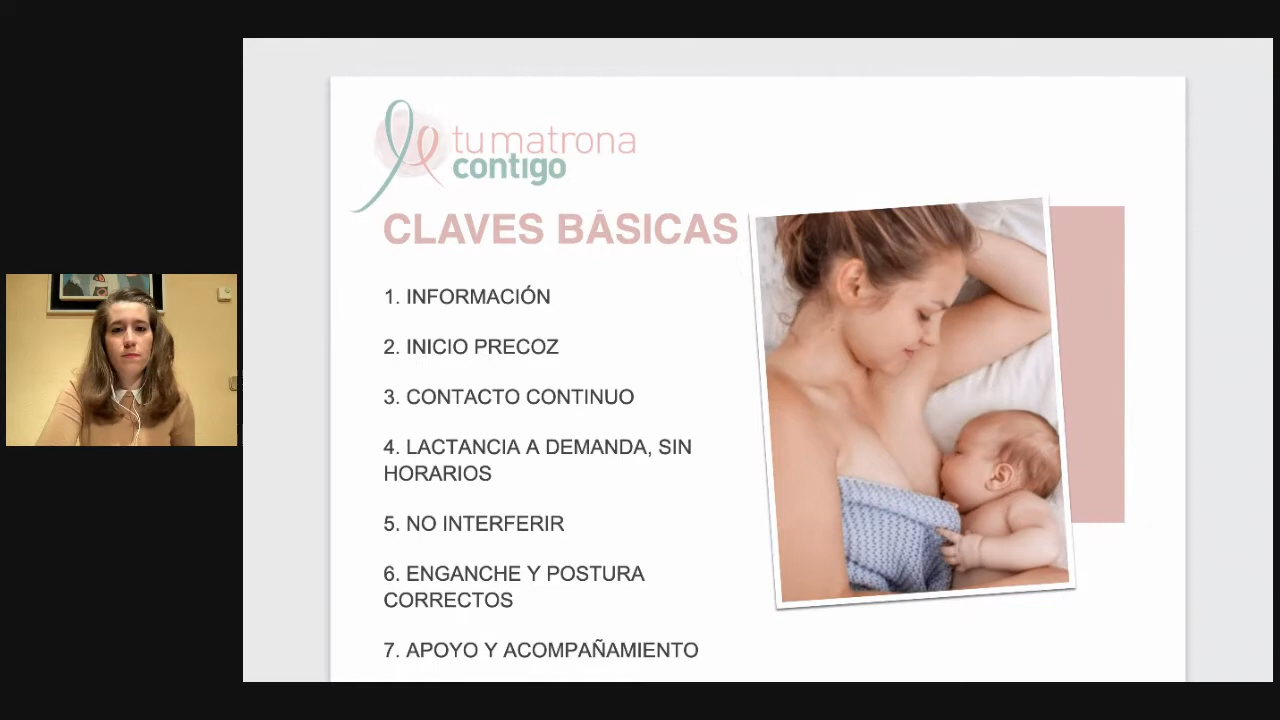 tu matrona
contigo
CLAVES BÁSICAS
1. INFORMACIÓN
2. INICIO PRECOZ
3. CONTACTO CONTINUO
4. LACTANCIA A DEMANDA, SIN
HORARIOS
5. NO INTERFERIR
6. ENGANCHE Y POSTURA
CORRECTOS
7. APOYO Y ACOMPAÑAMIENTO